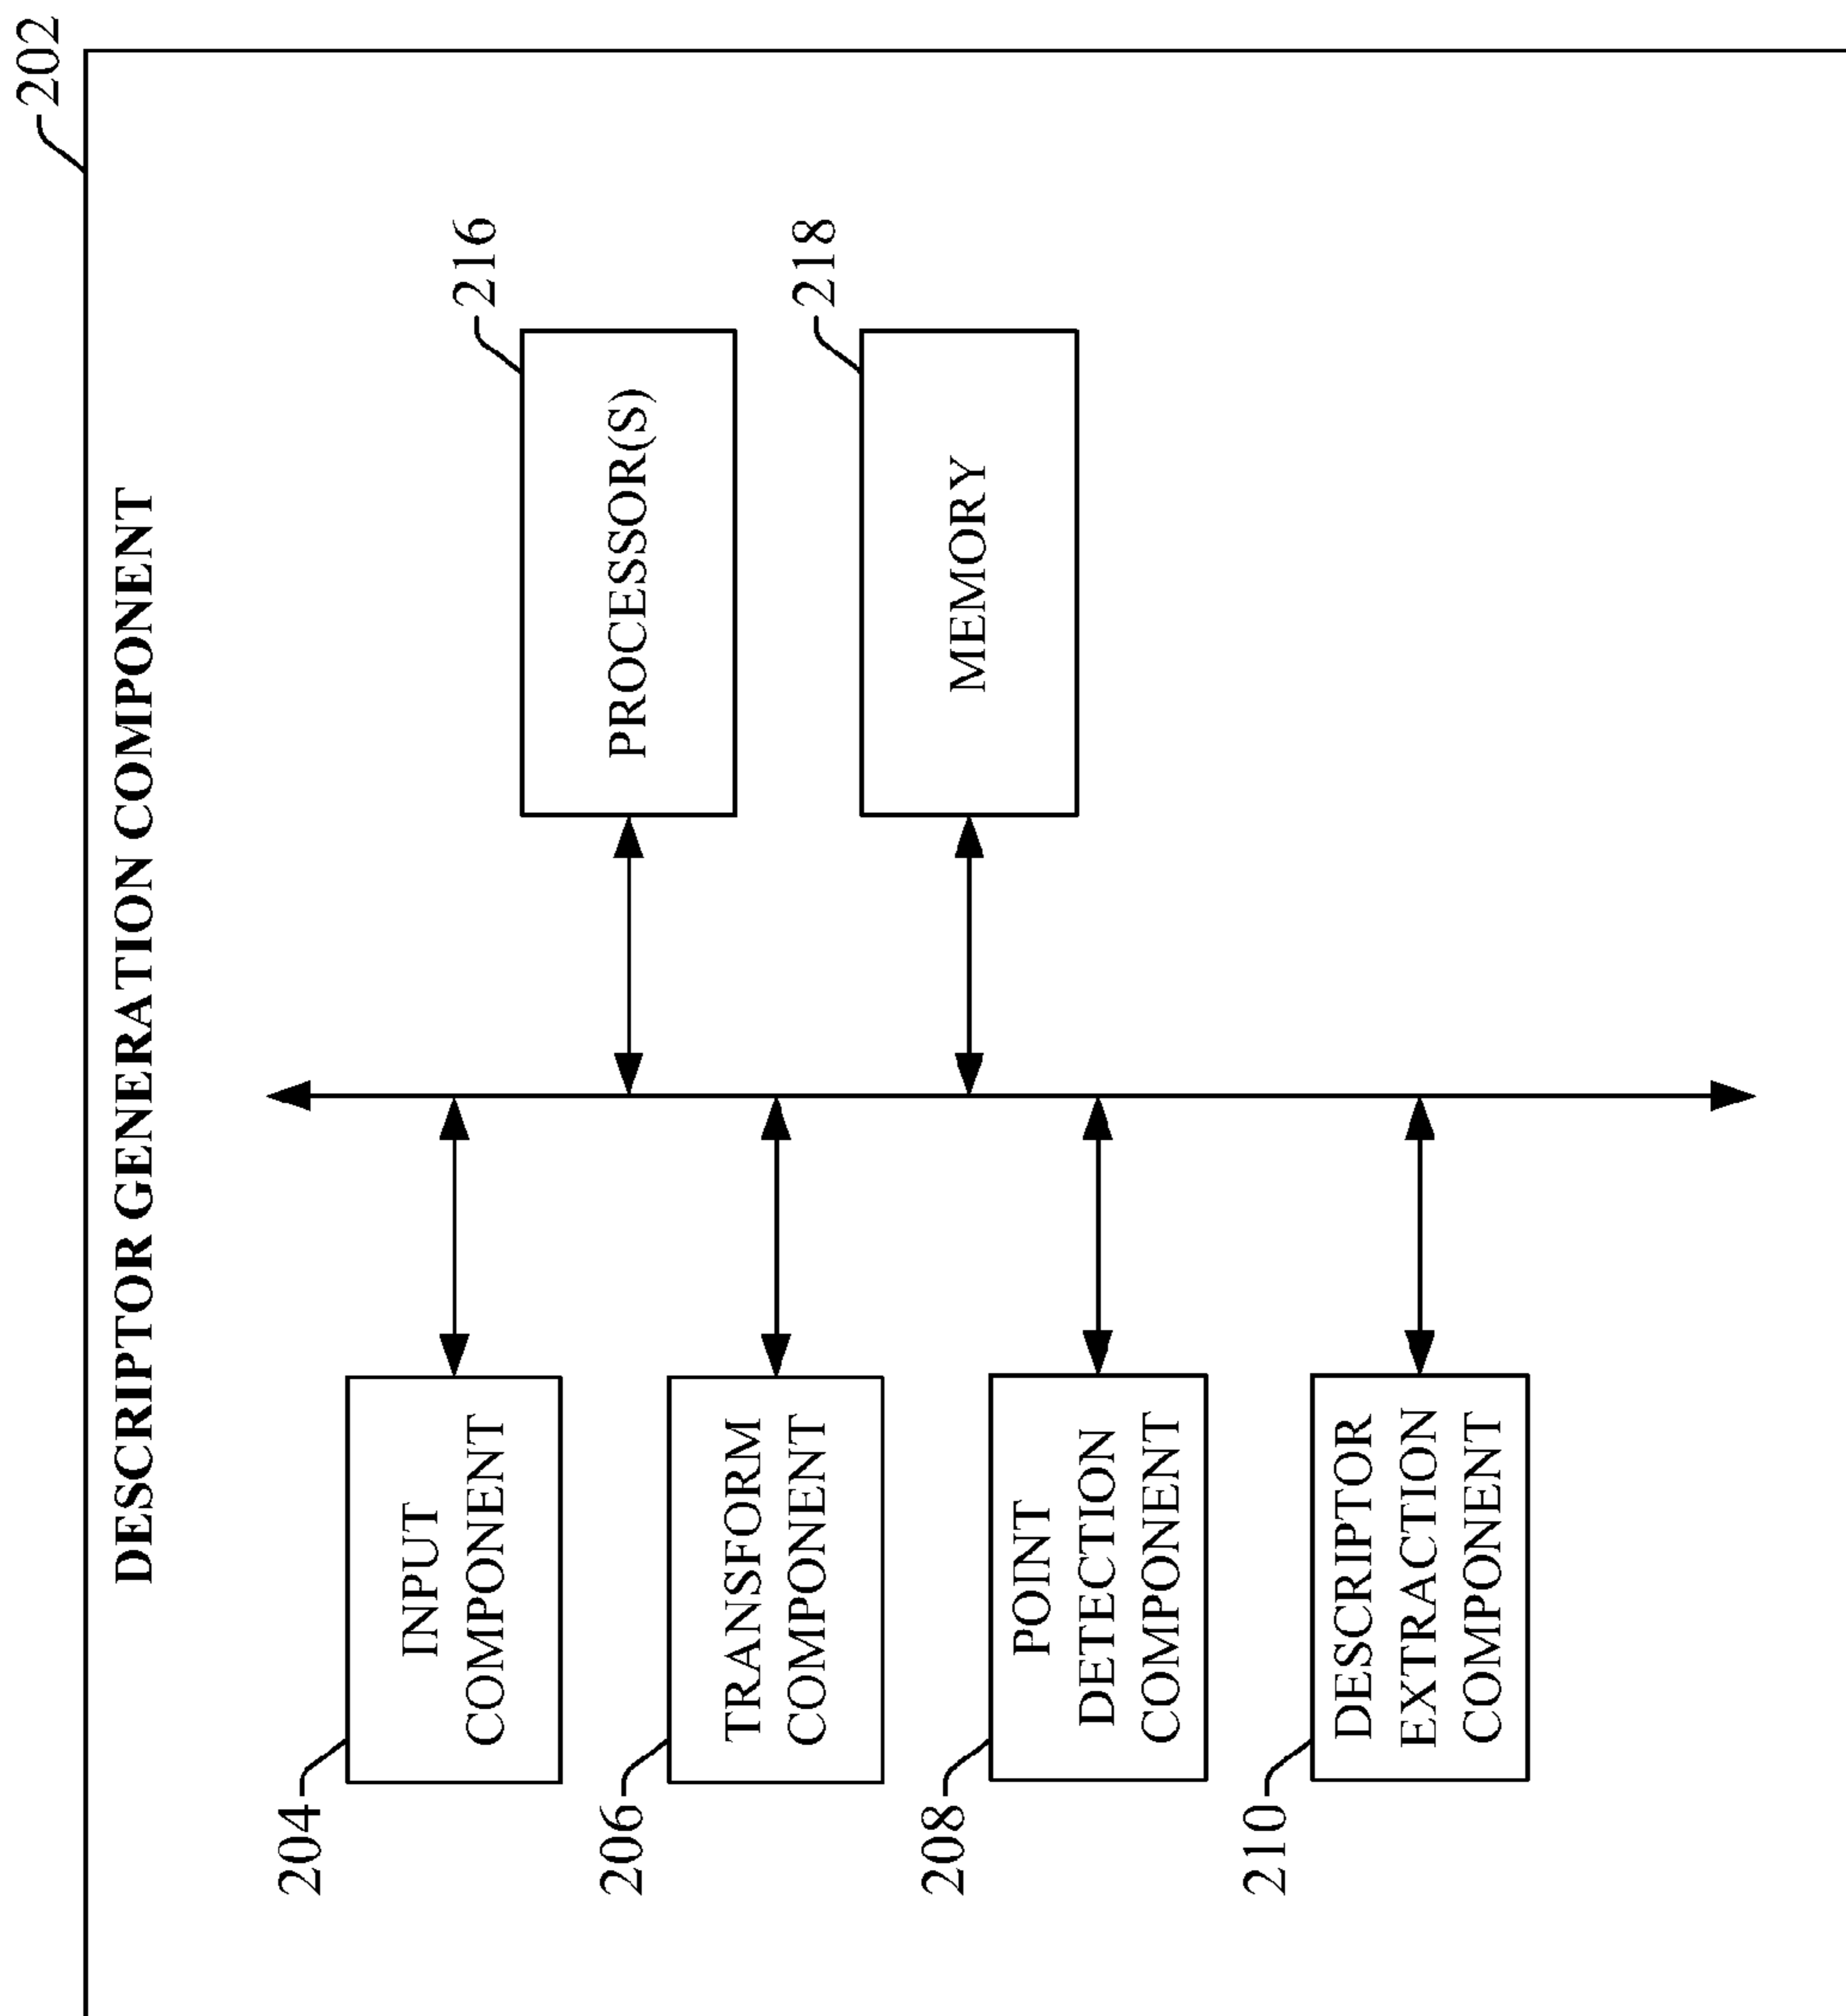 202
DESCRIPTOR GENERATION COMPONENT
204
INPUT
COMPONENT
216
PROCESSOR(S)
206
TRANSFORM
COMPONENT
218
MEMORY
208
POINT
DETECTION
COMPONENT
210
DESCRIPTOR
EXTRACTION
COMPONENT